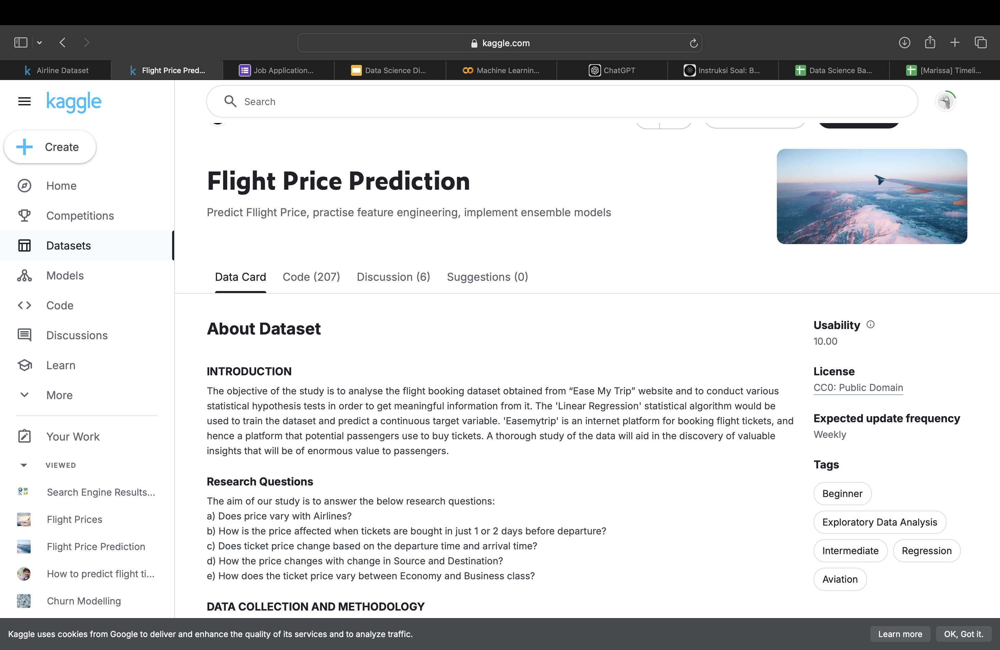 kaggle.com
Airline Dataset
Flight Price Pred...
Job Application...
Data Science Di...
Machine Learnin...
ChatGPT
Instruksi Soal: B...
Data Science Ba...
[Marissa] Timeli...
kaggle
Search
Create
Home
Competitions
Datasets
Models
Code
Discussions
Learn
More
Your Work
VIEWED
Search Engine Results...
Flight Prices
Flight Price Prediction
How to predict flight ti...
Churn Modelling
Flight Price Prediction
Predict Fllight Price, practise feature engineering, implement ensemble models
Data Card
Code (207)
Discussion (6)
Suggestions (0)
About Dataset
INTRODUCTION
The objective of the study is to analyse the flight booking dataset obtained from “Ease My Trip” website and to conduct various
statistical hypothesis tests in order to get meaningful information from it. The 'Linear Regression' statistical algorithm would be
used to train the dataset and predict a continuous target variable. 'Easemytrip' is an internet platform for booking flight tickets, and
hence a platform that potential passengers use to buy tickets. A thorough study of the data will aid in the discovery of valuable
insights that will be of enormous value to passengers.
Research Questions
The aim of our study is to answer the below research questions:
a) Does price vary with Airlines?
b) How is the price affected when tickets are bought in just 1 or 2 days before departure?
c) Does ticket price change based on the departure time and arrival time?
d) How the price changes with change in Source and Destination?
e) How does the ticket price vary between Economy and Business class?
DATA COLLECTION AND METHODOLOGY
Usability
10.00
License
CC0: Public Domain
Expected update frequency
Weekly
Tags
Beginner
Exploratory Data Analysis
Intermediate
Regression
Aviation
Kaggle uses cookies from Google to deliver and enhance the quality of its services and to analyze traffic.
Learn more
OK, Got it.